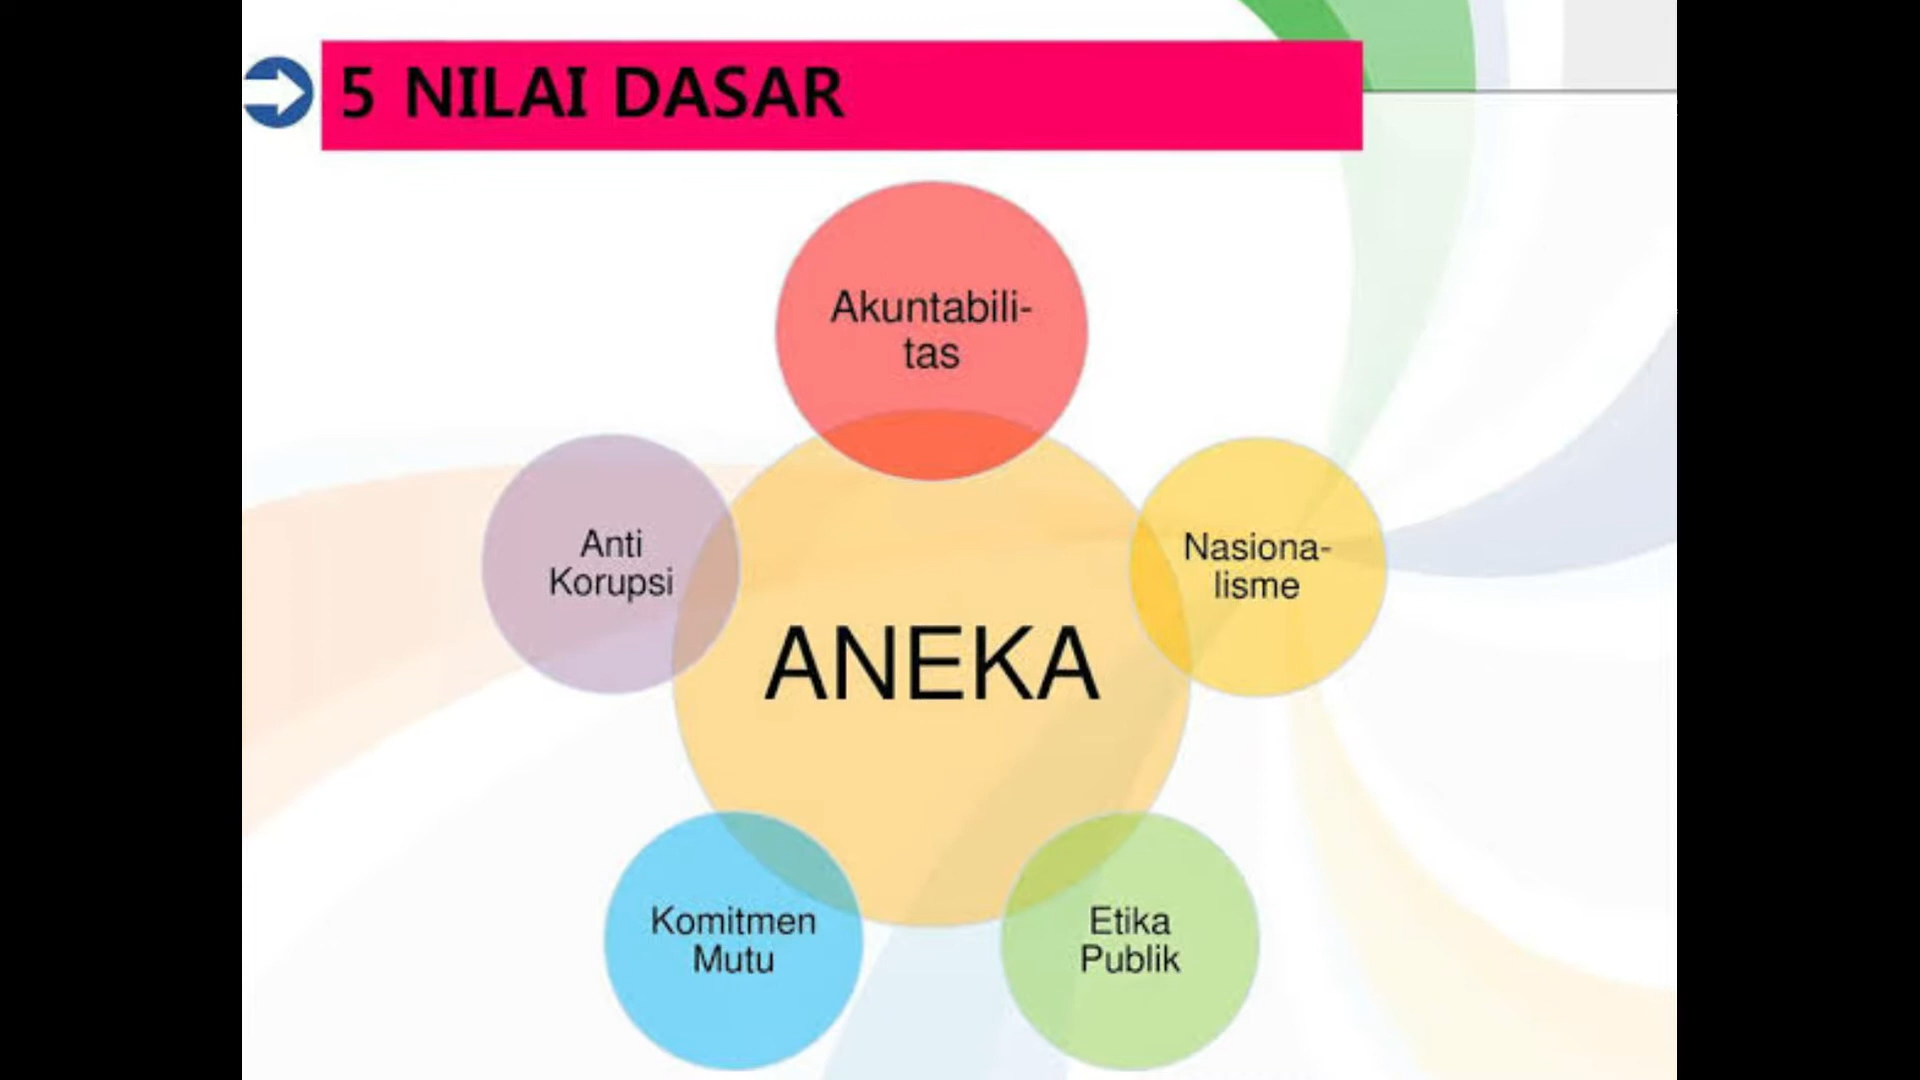 5 NILAI DASAR
Akuntabili-
tas
Anti
Korupsi
Nasiona-
lisme
ANEKA
Komitmen
Mutu
Etika
Publik